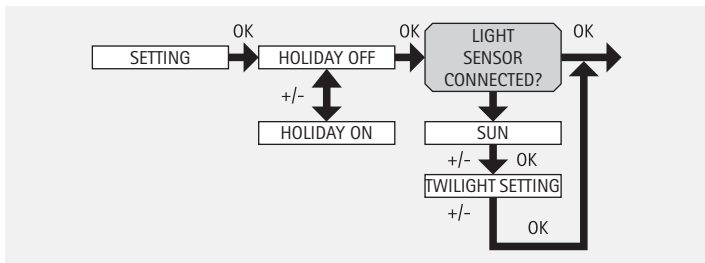 OK
OK
OK
SETTING
HOLIDAY OFF
LIGHT
SENSOR
CONNECTED?
+/-
HOLIDAY ON
SUN
+/-
OK
TWILIGHT SETTING
+/-
OK